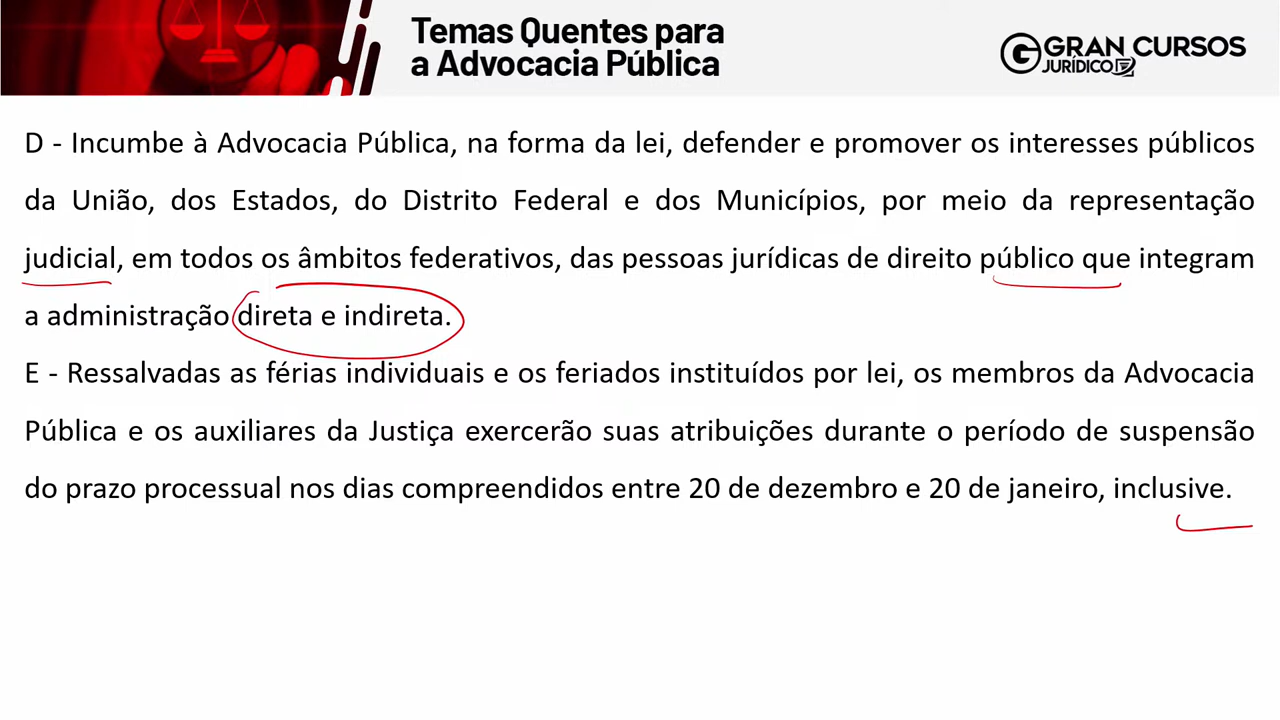 Temas Quentes para
a Advocacia Pública
GRAN CURSOS
JURÍDICO
D - Incumbe à Advocacia Pública, na forma da lei, defender e promover os interesses públicos
da União, dos Estados, do Distrito Federal e dos Municípios, por meio da representação
judicial, em todos os âmbitos federativos, das pessoas jurídicas de direito público que integram
a administração direta e indireta.
E - Ressalvadas as férias individuais e os feriados instituídos por lei, os membros da Advocacia
Pública e os auxiliares da Justiça exercerão suas atribuições durante o período de suspensão
do prazo processual nos dias compreendidos entre 20 de dezembro e 20 de janeiro, inclusive.